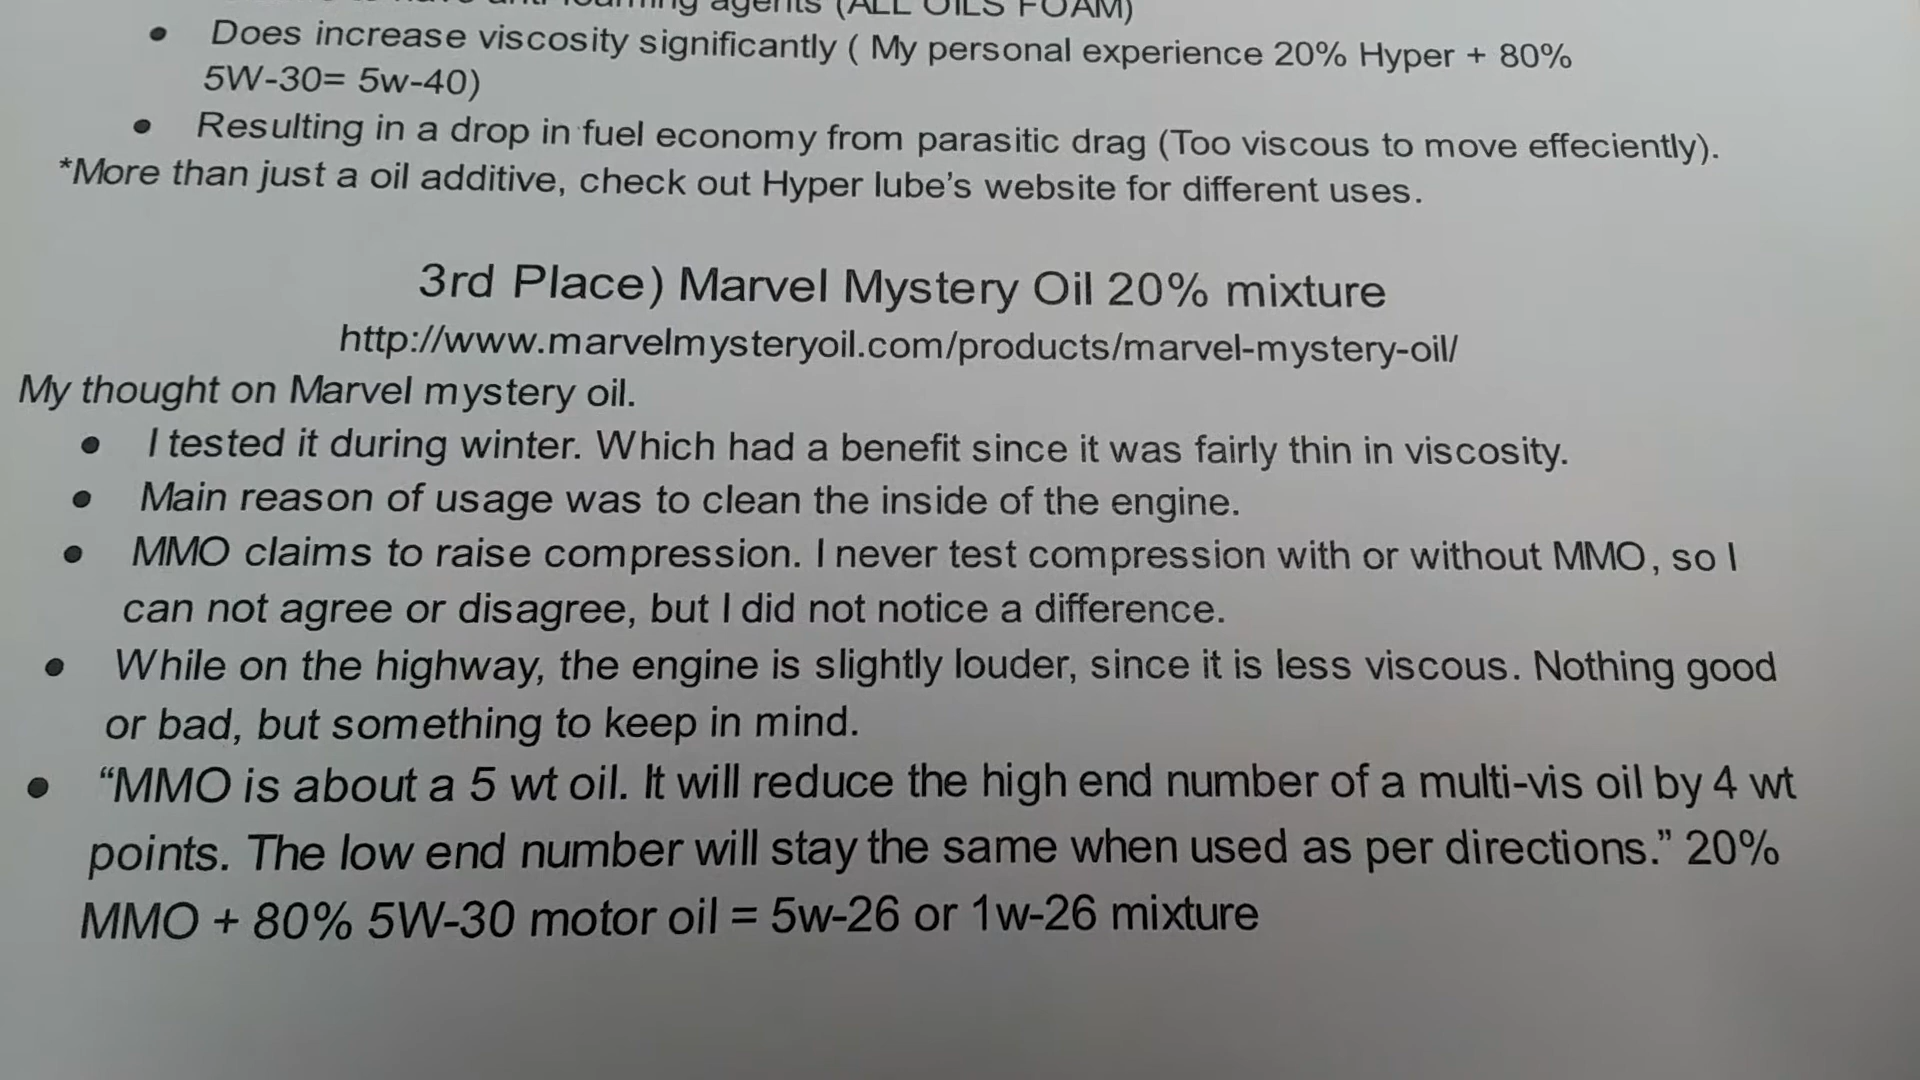 agents (ALL OILS FOAM)
• Does increase viscosity significantly ( My personal experience 20% Hyper + 80%
5W-30= 5w-40)
• Resulting in a drop in fuel economy from parasitic drag (Too viscous to move effeciently).
*More than just a oil additive, check out Hyper lube's website for different uses.
3rd Place) Marvel Mystery Oil 20% mixture
http://www.marvelmysteryoil.com/products/marvel-mystery-oil/
My thought on Marvel mystery oil.
• I tested it during winter. Which had a benefit since it was fairly thin in viscosity.
• Main reason of usage was to clean the inside of the engine.
• MMO claims to raise compression. I never test compression with or without MMO, so I
can not agree or disagree, but I did not notice a difference.
• While on the highway, the engine is slightly louder, since it is less viscous. Nothing good
or bad, but something to keep in mind.
• “MMO is about a 5 wt oil. It will reduce the high end number of a multi-vis oil by 4 wt
points. The low end number will stay the same when used as per directions.” 20%
MMO + 80% 5W-30 motor oil = 5w-26 or 1w-26 mixture